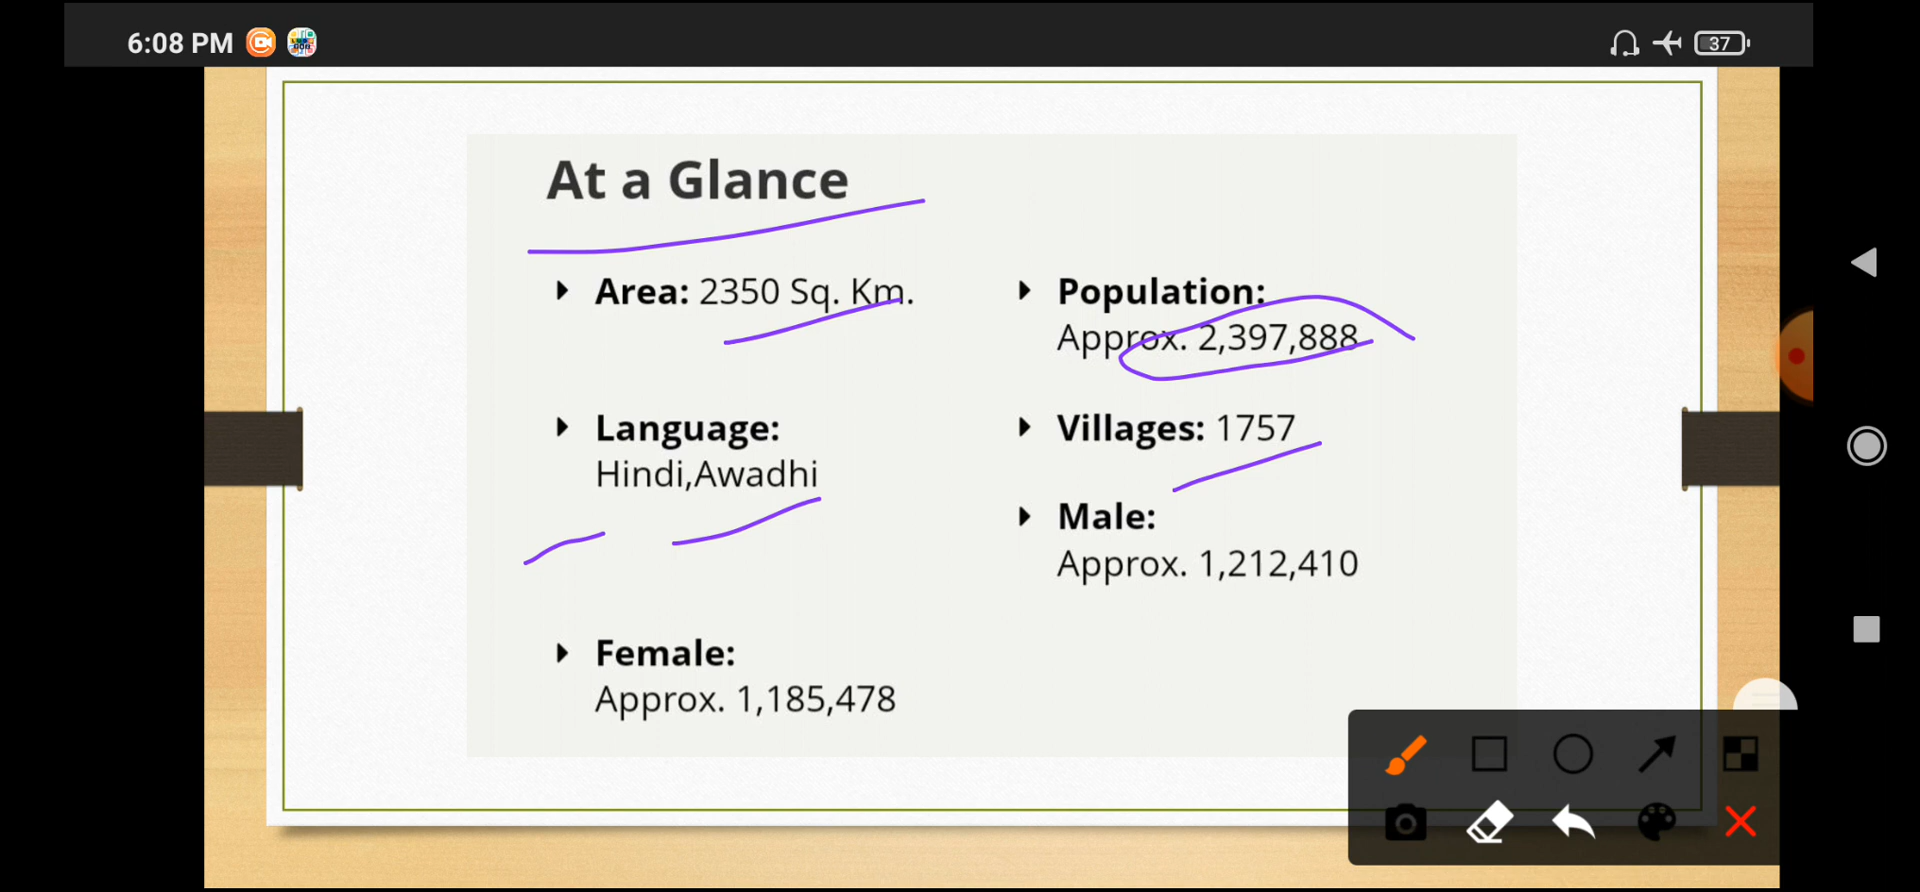 6:08 PM
37
At a Glance
Area: 2350 Sq. Km.
Population:
Approx. 2,397,888
Language:
Hindi,Awadhi
Villages: 1757
Male:
Approx. 1,212,410
Female:
Approx. 1,185,478